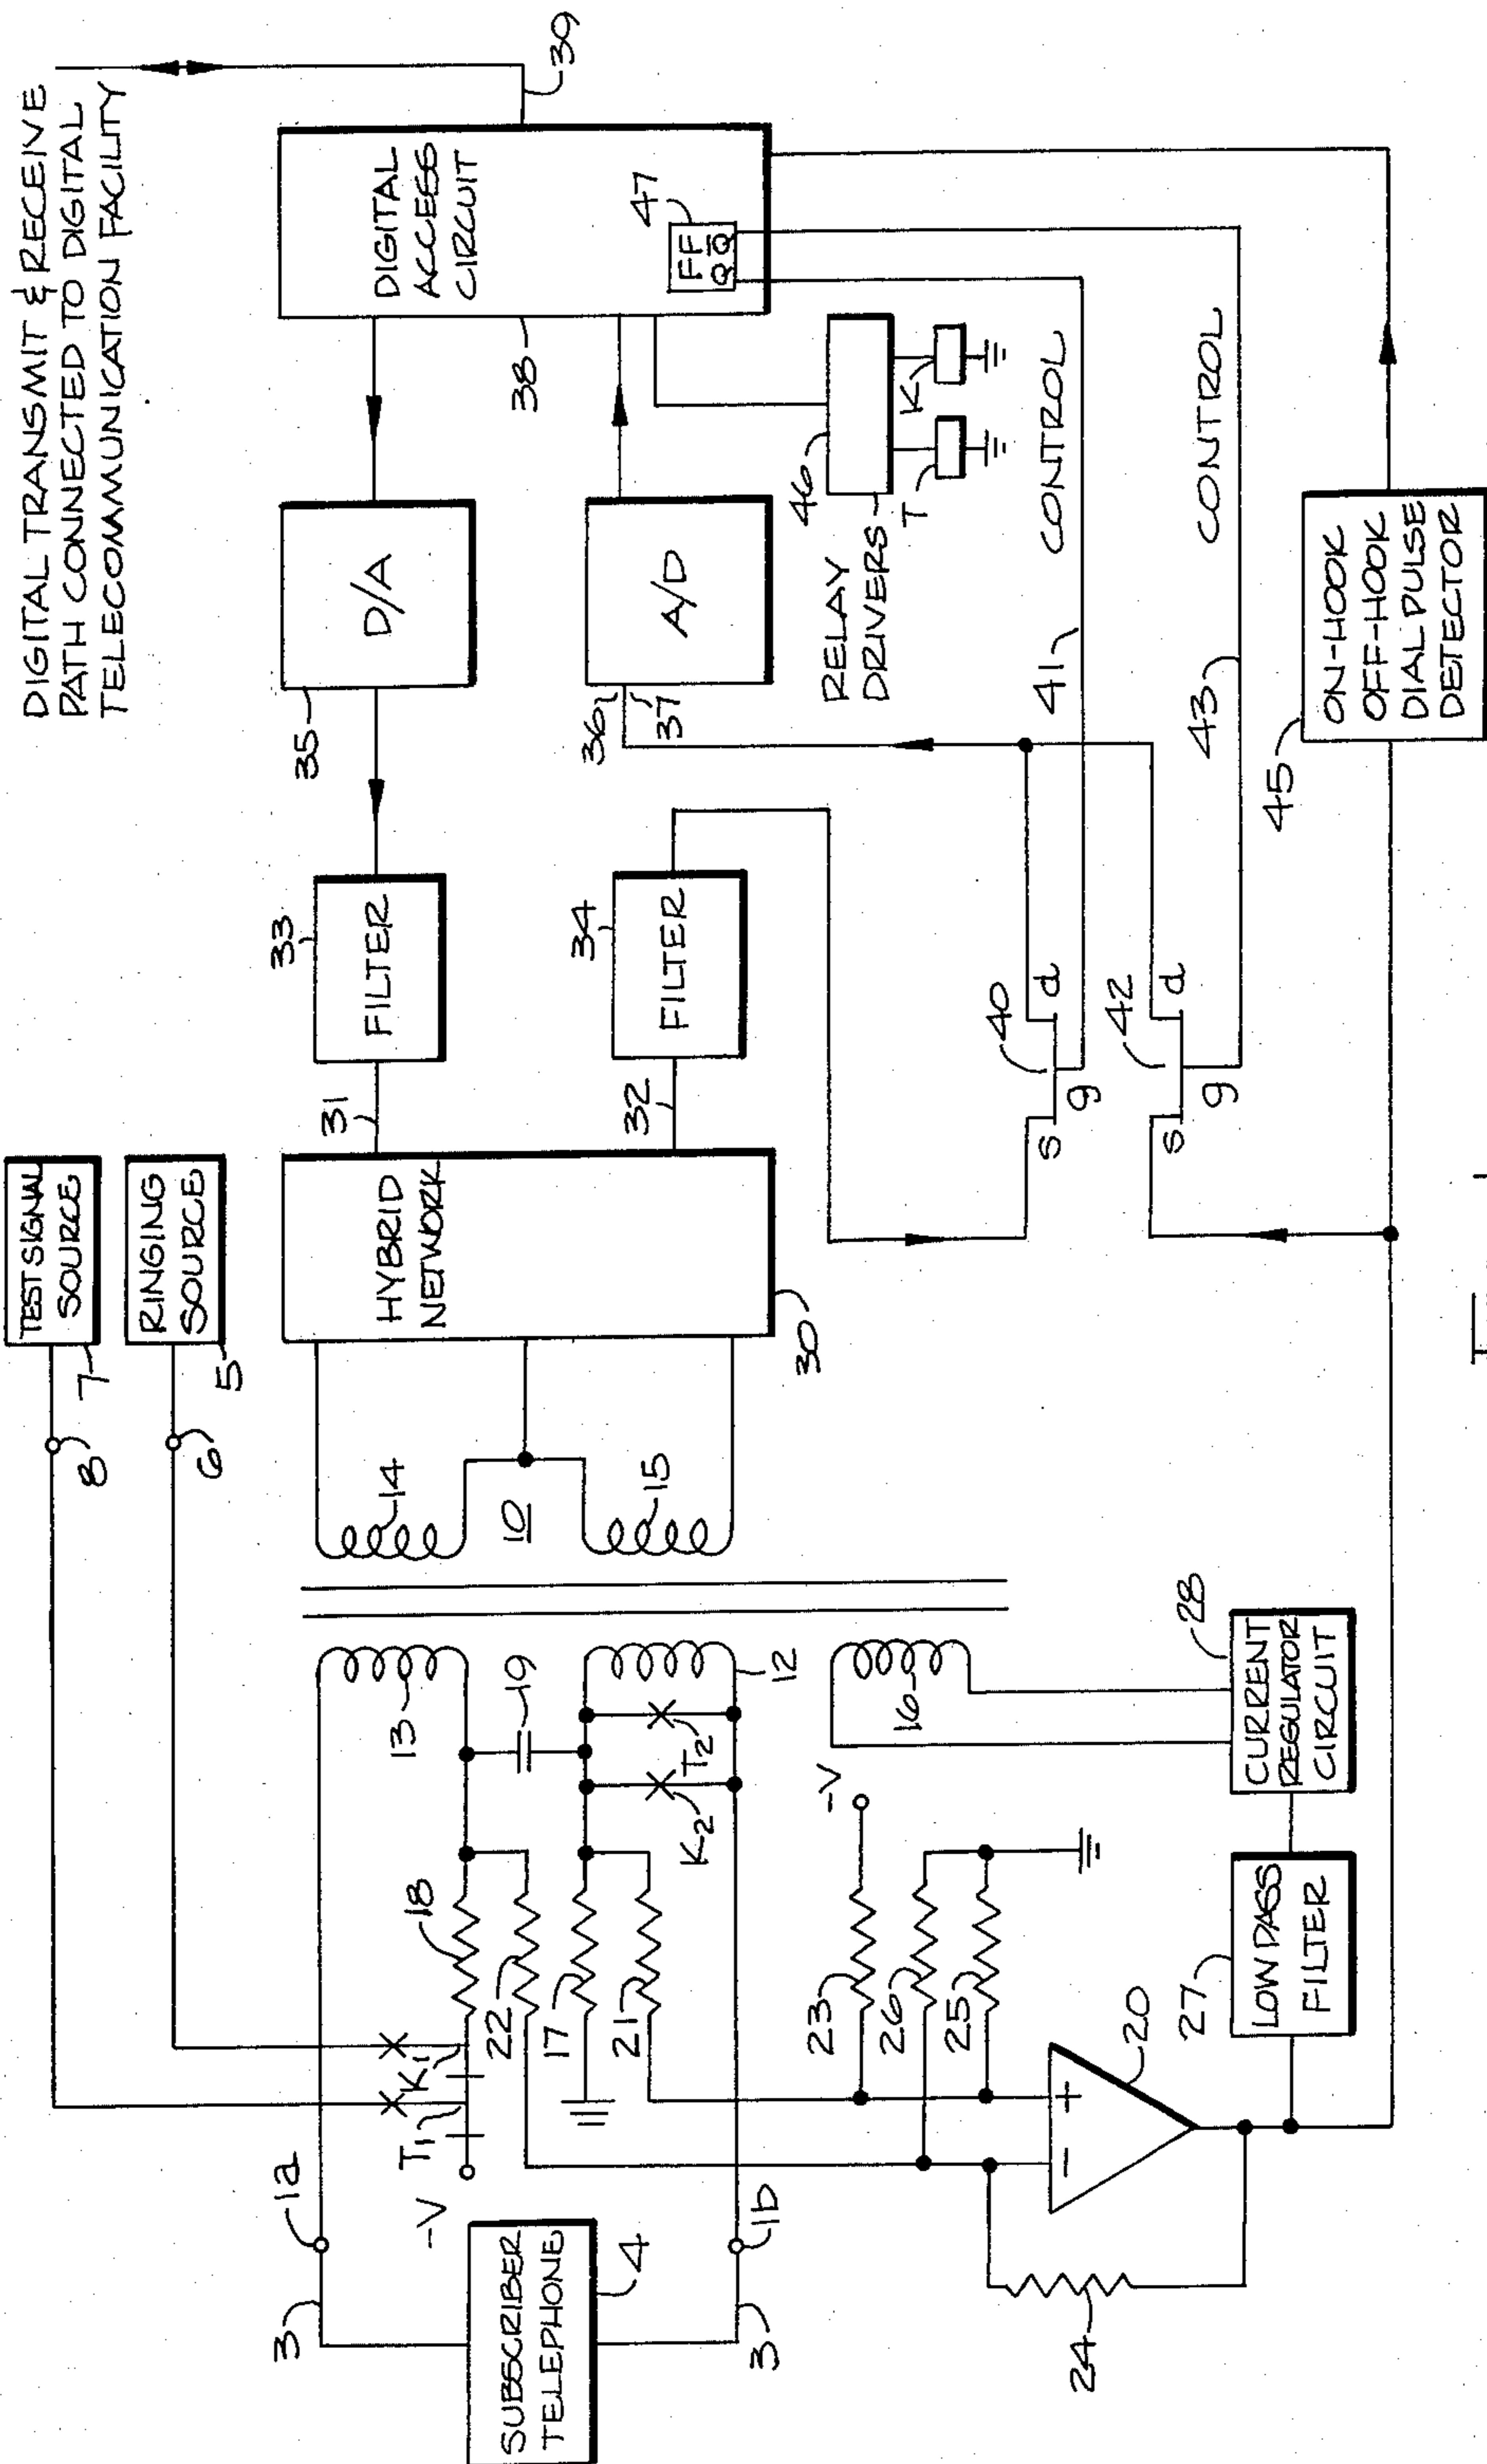 DIGITAL TRANSMIT & RECEIVE
PATH CONNECTED TO DIGITAL
TELECOMMUNICATION FACILITY
39
TEST SIGNAL
SOURCE
7
8
RINGING
SOURCE
5
6
3
1a
SUBSCRIBER
TELEPHONE
4
3
1b
-V
T1
K1
18
22
17
21
13
19
12
T2
K2
10
14
15
16
HYBRID
NETWORK
30
31
32
33
FILTER
34
FILTER
35
D/A
36
37
A/D
38
DIGITAL
ACCESS
CIRCUIT
47
FF
Q Q̅
46
RELAY
DRIVERS
T
K
41
CONTROL
43
CONTROL
40
s
g
d
42
s
g
d
-V
23
26
25
20
-
+
24
27
LOW PASS
FILTER
28
CURRENT
REGULATOR
CIRCUIT
45
ON-HOOK
OFF-HOOK
DIAL PULSE
DETECTOR